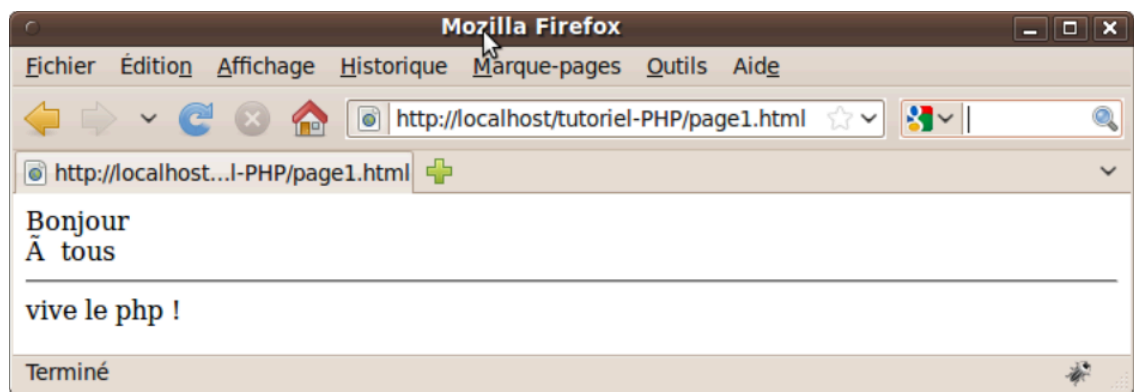 Mozilla Firefox
Fichier Édition Affichage Historique Marque-pages Outils Aide
http://localhost/tutoriel-PHP/page1.html
http://localhost...l-PHP/page1.html
Bonjour
Ã  tous
vive le php !
Terminé